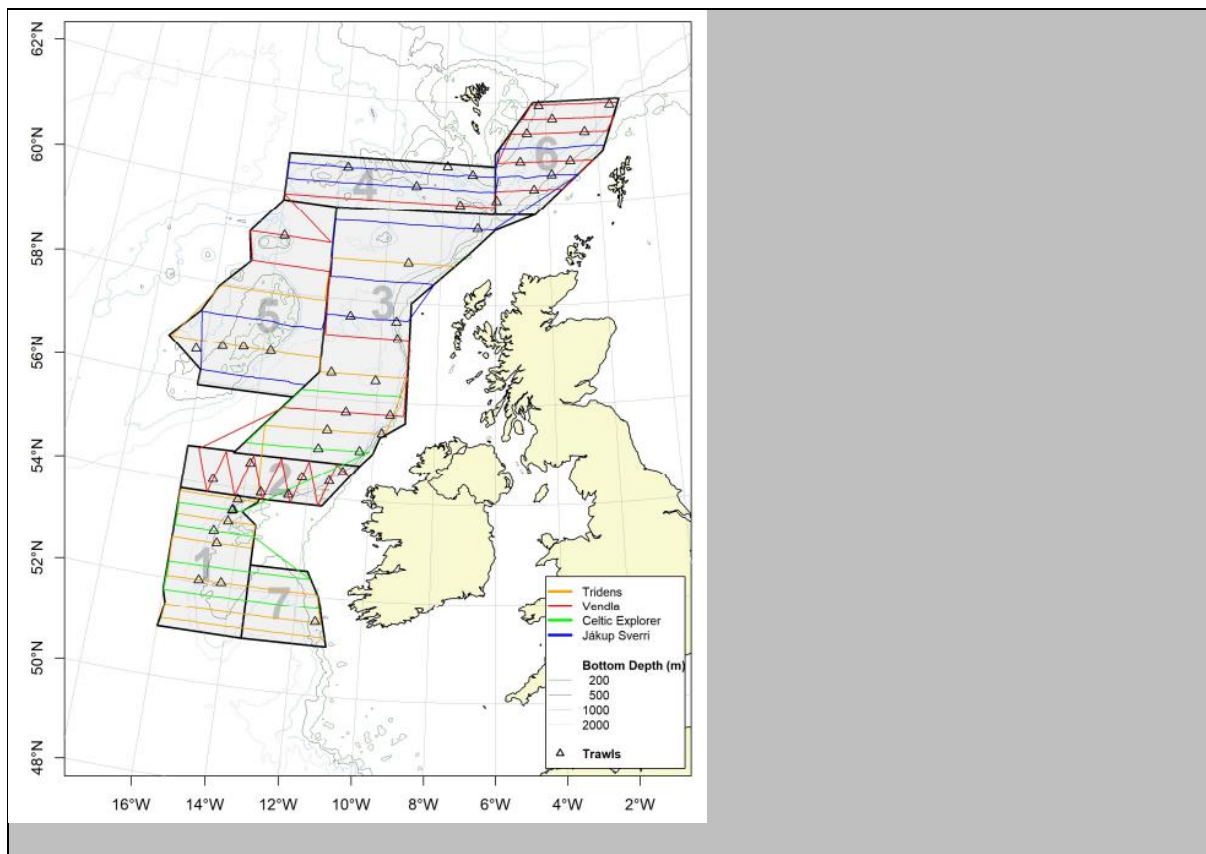 62°N
60°N
58°N
56°N
54°N
52°N
50°N
48°N
6
4
3
5
2
1
7
Tridens
Vendla
Celtic Explorer
Jákup Sverri
Bottom Depth (m)
200
500
1000
2000
Trawls
16°W 14°W 12°W 10°W 8°W 6°W 4°W 2°W